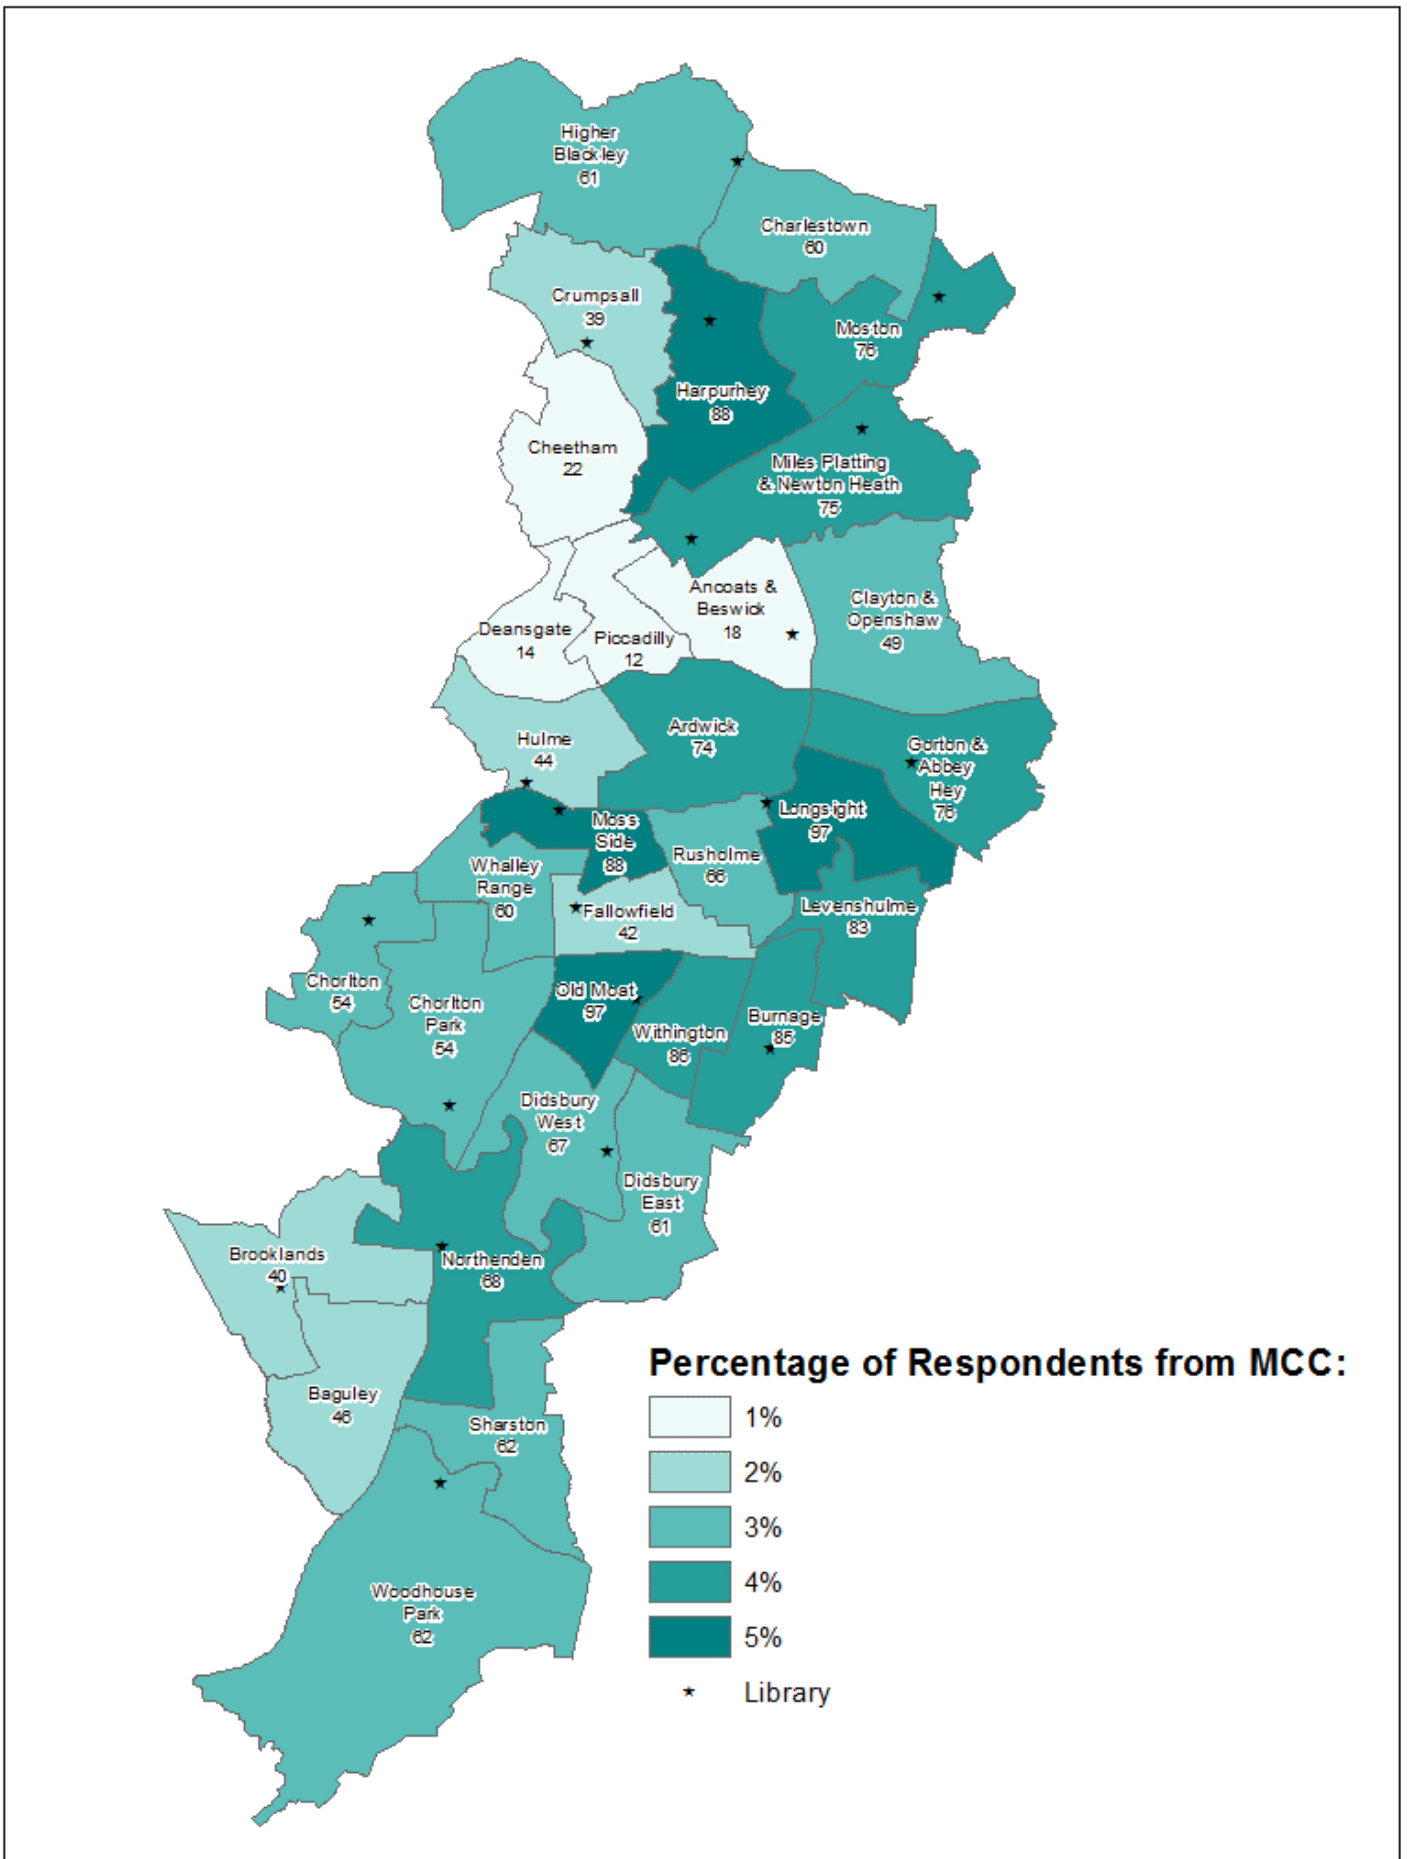 Higher
Blackley
61
Charlestown
60
Crumpsall
39
Moston
76
Harpurhey
88
Cheetham
22
Miles Platting
& Newton Heath
75
Ancoats &
Beswick
18
Clayton &
Openshaw
49
Deansgate
14
Piccadilly
12
Ardwick
74
Hulme
44
Gorton &
Abbey
Hey
76
Longsight
97
Moss
Side
88
Rusholme
66
Whalley
Range
60
Levenshulme
83
Fallowfield
42
Chorlton
54
Old Moat
97
Chorlton
Park
54
Burnage
85
Withington
86
Didsbury
West
67
Didsbury
East
61
Brooklands
40
Northenden
68
Baguley
46
Sharston
62
Woodhouse
Park
62
Percentage of Respondents from MCC:
1%
2%
3%
4%
5%
Library